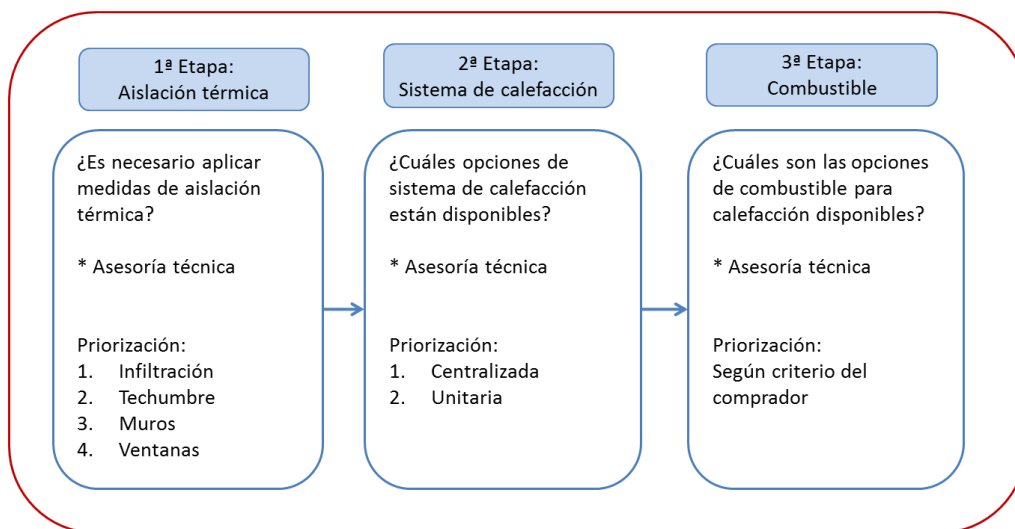 1ª Etapa:
Aislación térmica
¿Es necesario aplicar
medidas de aislación
térmica?
* Asesoría técnica
Priorización:
1. Infiltración
2. Techumbre
3. Muros
4. Ventanas
2ª Etapa:
Sistema de calefacción
¿Cuáles opciones de
sistema de calefacción
están disponibles?
* Asesoría técnica
Priorización:
1. Centralizada
2. Unitaria
3ª Etapa:
Combustible
¿Cuáles son las opciones
de combustible para
calefacción disponibles?
* Asesoría técnica
Priorización:
Según criterio del
comprador